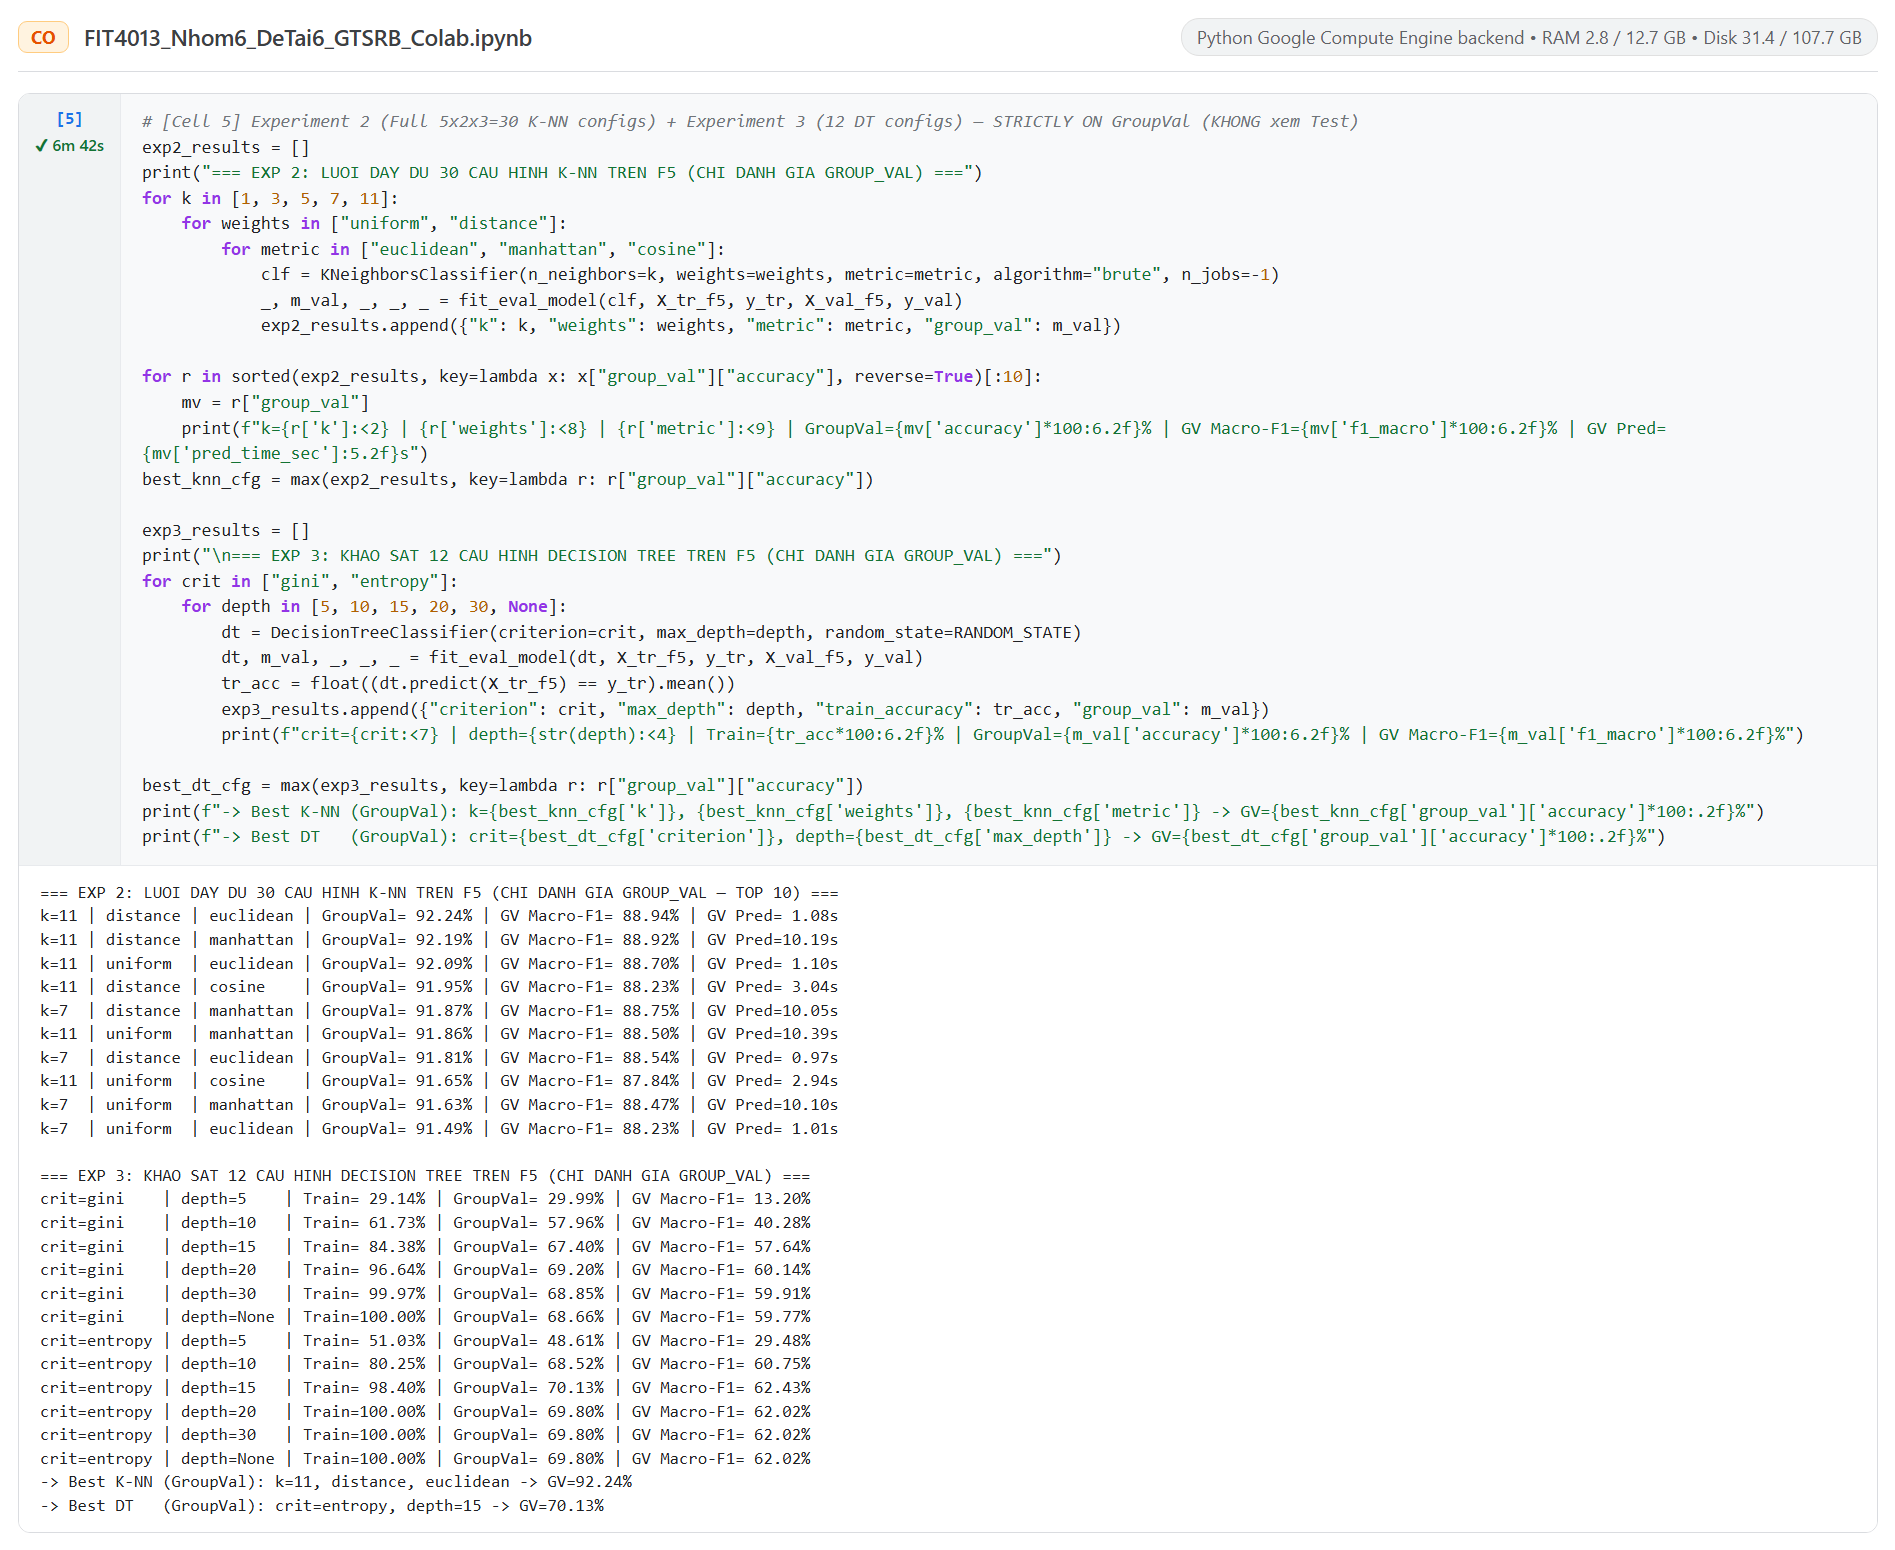 CO FIT4013_Nhom6_DeTai6_GTSRB_Colab.ipynb
Python Google Compute Engine backend • RAM 2.8 / 12.7 GB • Disk 31.4 / 107.7 GB
[5]
✓ 6m 42s
# [Cell 5] Experiment 2 (Full 5x2x3=30 K-NN configs) + Experiment 3 (12 DT configs) — STRICTLY ON GroupVal (KHONG xem Test)
exp2_results = []
print("=== EXP 2: LUOI DAY DU 30 CAU HINH K-NN TREN F5 (CHI DANH GIA GROUP_VAL) ===")
for k in [1, 3, 5, 7, 11]:
    for weights in ["uniform", "distance"]:
        for metric in ["euclidean", "manhattan", "cosine"]:
            clf = KNeighborsClassifier(n_neighbors=k, weights=weights, metric=metric, algorithm="brute", n_jobs=-1)
            _, m_val, _, _, _ = fit_eval_model(clf, X_tr_f5, y_tr, X_val_f5, y_val)
            exp2_results.append({"k": k, "weights": weights, "metric": metric, "group_val": m_val})

for r in sorted(exp2_results, key=lambda x: x["group_val"]["accuracy"], reverse=True)[:10]:
    mv = r["group_val"]
    print(f"k={r['k']:<2} | {r['weights']:<8} | {r['metric']:<9} | GroupVal={mv['accuracy']*100:6.2f}% | GV Macro-F1={mv['f1_macro']*100:6.2f}% | GV Pred=
{mv['pred_time_sec']:5.2f}s")
best_knn_cfg = max(exp2_results, key=lambda r: r["group_val"]["accuracy"])

exp3_results = []
print("\n=== EXP 3: KHAO SAT 12 CAU HINH DECISION TREE TREN F5 (CHI DANH GIA GROUP_VAL) ===")
for crit in ["gini", "entropy"]:
    for depth in [5, 10, 15, 20, 30, None]:
        dt = DecisionTreeClassifier(criterion=crit, max_depth=depth, random_state=RANDOM_STATE)
        dt, m_val, _, _, _ = fit_eval_model(dt, X_tr_f5, y_tr, X_val_f5, y_val)
        tr_acc = float((dt.predict(X_tr_f5) == y_tr).mean())
        exp3_results.append({"criterion": crit, "max_depth": depth, "train_accuracy": tr_acc, "group_val": m_val})
        print(f"crit={crit:<7} | depth={str(depth):<4} | Train={tr_acc*100:6.2f}% | GroupVal={m_val['accuracy']*100:6.2f}% | GV Macro-F1={m_val['f1_macro']*100:6.2f}%")

best_dt_cfg = max(exp3_results, key=lambda r: r["group_val"]["accuracy"])
print(f"-> Best K-NN (GroupVal): k={best_knn_cfg['k']}, {best_knn_cfg['weights']}, {best_knn_cfg['metric']} -> GV={best_knn_cfg['group_val']['accuracy']*100:.2f}%")
print(f"-> Best DT   (GroupVal): crit={best_dt_cfg['criterion']}, depth={best_dt_cfg['max_depth']} -> GV={best_dt_cfg['group_val']['accuracy']*100:.2f}%")
=== EXP 2: LUOI DAY DU 30 CAU HINH K-NN TREN F5 (CHI DANH GIA GROUP_VAL — TOP 10) ===
k=11 | distance | euclidean | GroupVal= 92.24% | GV Macro-F1= 88.94% | GV Pred= 1.08s
k=11 | distance | manhattan | GroupVal= 92.19% | GV Macro-F1= 88.92% | GV Pred=10.19s
k=11 | uniform  | euclidean | GroupVal= 92.09% | GV Macro-F1= 88.70% | GV Pred= 1.10s
k=11 | distance | cosine    | GroupVal= 91.95% | GV Macro-F1= 88.23% | GV Pred= 3.04s
k=7  | distance | manhattan | GroupVal= 91.87% | GV Macro-F1= 88.75% | GV Pred=10.05s
k=11 | uniform  | manhattan | GroupVal= 91.86% | GV Macro-F1= 88.50% | GV Pred=10.39s
k=7  | distance | euclidean | GroupVal= 91.81% | GV Macro-F1= 88.54% | GV Pred= 0.97s
k=11 | uniform  | cosine    | GroupVal= 91.65% | GV Macro-F1= 87.84% | GV Pred= 2.94s
k=7  | uniform  | manhattan | GroupVal= 91.63% | GV Macro-F1= 88.47% | GV Pred=10.10s
k=7  | uniform  | euclidean | GroupVal= 91.49% | GV Macro-F1= 88.23% | GV Pred= 1.01s

=== EXP 3: KHAO SAT 12 CAU HINH DECISION TREE TREN F5 (CHI DANH GIA GROUP_VAL) ===
crit=gini    | depth=5    | Train= 29.14% | GroupVal= 29.99% | GV Macro-F1= 13.20%
crit=gini    | depth=10   | Train= 61.73% | GroupVal= 57.96% | GV Macro-F1= 40.28%
crit=gini    | depth=15   | Train= 84.38% | GroupVal= 67.40% | GV Macro-F1= 57.64%
crit=gini    | depth=20   | Train= 96.64% | GroupVal= 69.20% | GV Macro-F1= 60.14%
crit=gini    | depth=30   | Train= 99.97% | GroupVal= 68.85% | GV Macro-F1= 59.91%
crit=gini    | depth=None | Train=100.00% | GroupVal= 68.66% | GV Macro-F1= 59.77%
crit=entropy | depth=5    | Train= 51.03% | GroupVal= 48.61% | GV Macro-F1= 29.48%
crit=entropy | depth=10   | Train= 80.25% | GroupVal= 68.52% | GV Macro-F1= 60.75%
crit=entropy | depth=15   | Train= 98.40% | GroupVal= 70.13% | GV Macro-F1= 62.43%
crit=entropy | depth=20   | Train=100.00% | GroupVal= 69.80% | GV Macro-F1= 62.02%
crit=entropy | depth=30   | Train=100.00% | GroupVal= 69.80% | GV Macro-F1= 62.02%
crit=entropy | depth=None | Train=100.00% | GroupVal= 69.80% | GV Macro-F1= 62.02%
-> Best K-NN (GroupVal): k=11, distance, euclidean -> GV=92.24%
-> Best DT   (GroupVal): crit=entropy, depth=15 -> GV=70.13%